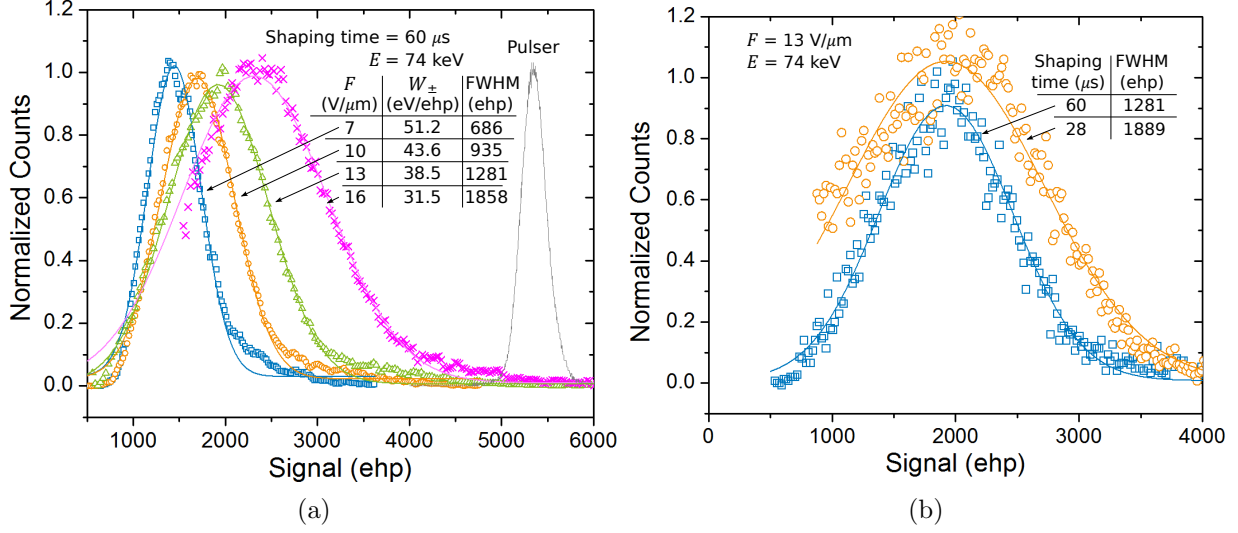 1.2
1.0
0.8
0.6
0.4
0.2
0.0
Normalized Counts
1000 2000 3000 4000 5000 6000
Signal (ehp)
Shaping time = 60 μs
E = 74 keV
F (V/μm) W± (eV/ehp) FWHM (ehp)
7 51.2 686
10 43.6 935
13 38.5 1281
16 31.5 1858
Pulser
(a)
1.2
1.0
0.8
0.6
0.4
0.2
0.0
Normalized Counts
0 1000 2000 3000 4000
Signal (ehp)
F = 13 V/μm
E = 74 keV
Shaping time (μs) FWHM (ehp)
60 1281
28 1889
(b)